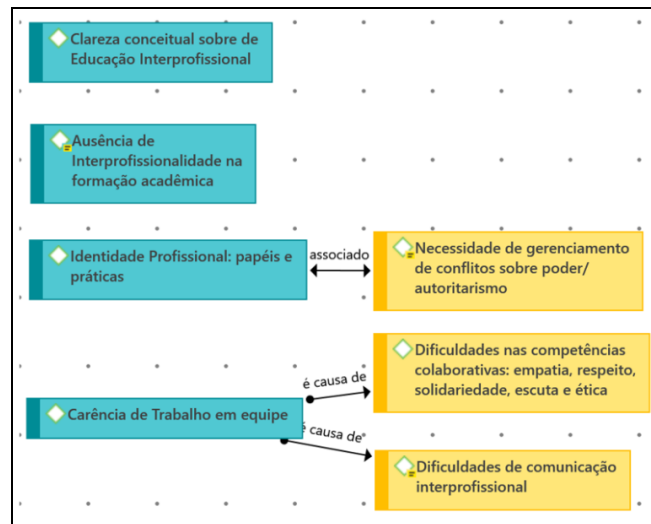 Clareza conceitual sobre de
Educação Interprofissional
Ausência de
Interprofissionalidade na
formação acadêmica
Identidade Profissional: papéis e
práticas
associado
Necessidade de gerenciamento
de conflitos sobre poder/
autoritarismo
Dificuldades nas competências
colaborativas: empatia, respeito,
solidariedade, escuta e ética
é causa de
Carência de Trabalho em equipe
é causa de
Dificuldades de comunicação
interprofissional